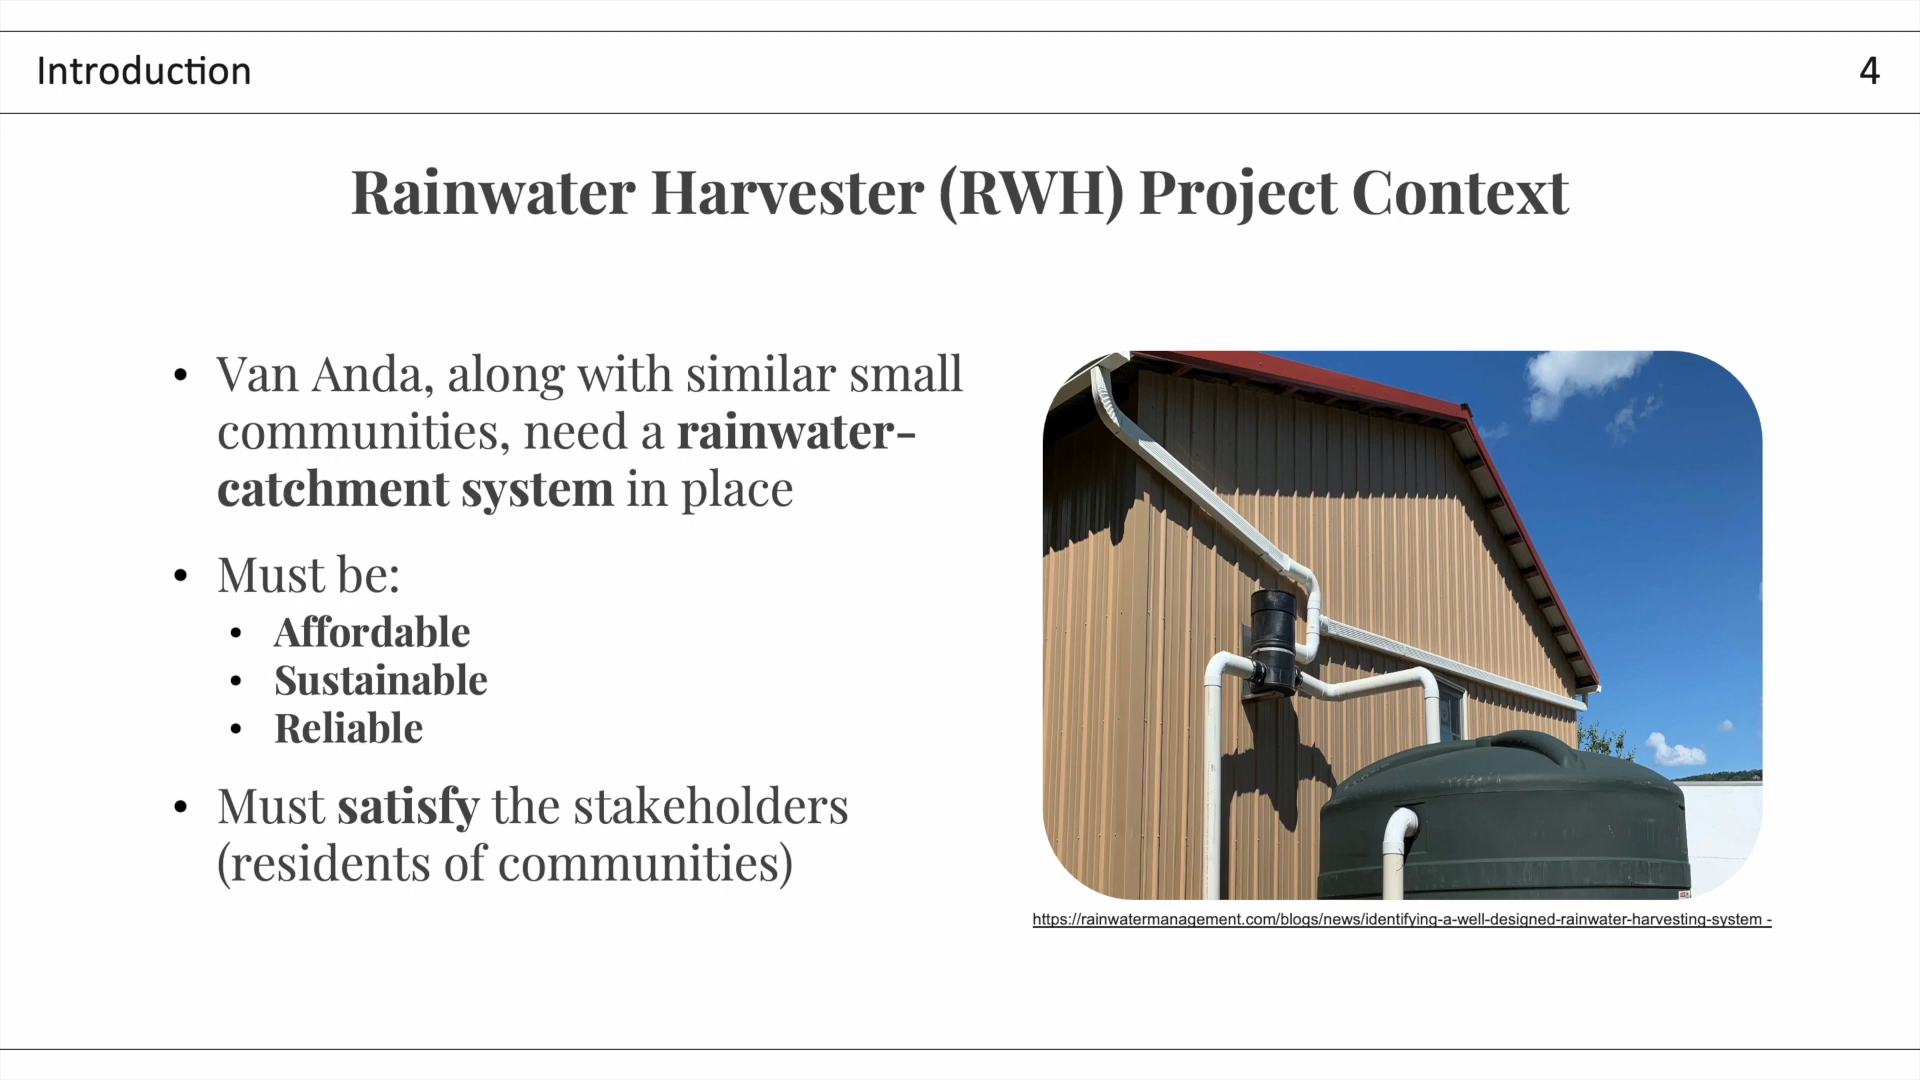 Introduction
4
Rainwater Harvester (RWH) Project Context
• Van Anda, along with similar small
communities, need a rainwater-
catchment system in place
• Must be:
• Affordable
• Sustainable
• Reliable
• Must satisfy the stakeholders
(residents of communities)
https://rainwatermanagement.com/blogs/news/identifying-a-well-designed-rainwater-harvesting-system -